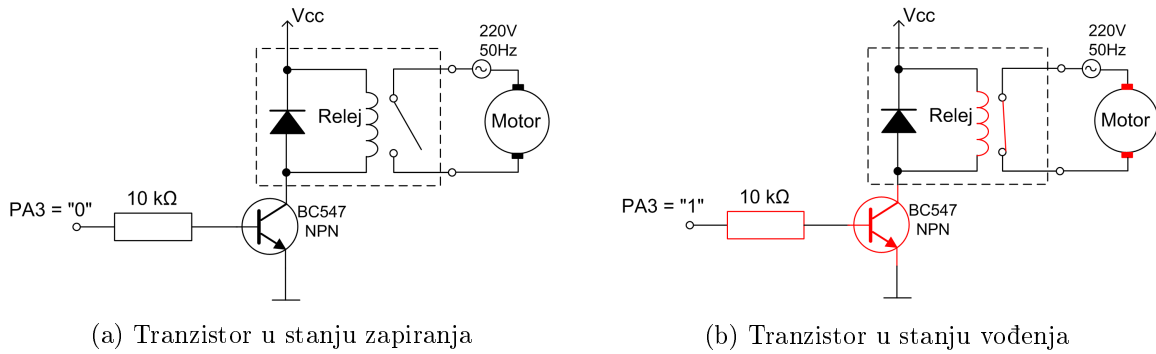 Vcc
220V
50Hz
Relej
Motor
PA3 = "0"
10 kΩ
BC547
NPN
(a) Tranzistor u stanju zapiranja
Vcc
220V
50Hz
Relej
Motor
PA3 = "1"
10 kΩ
BC547
NPN
(b) Tranzistor u stanju vođenja